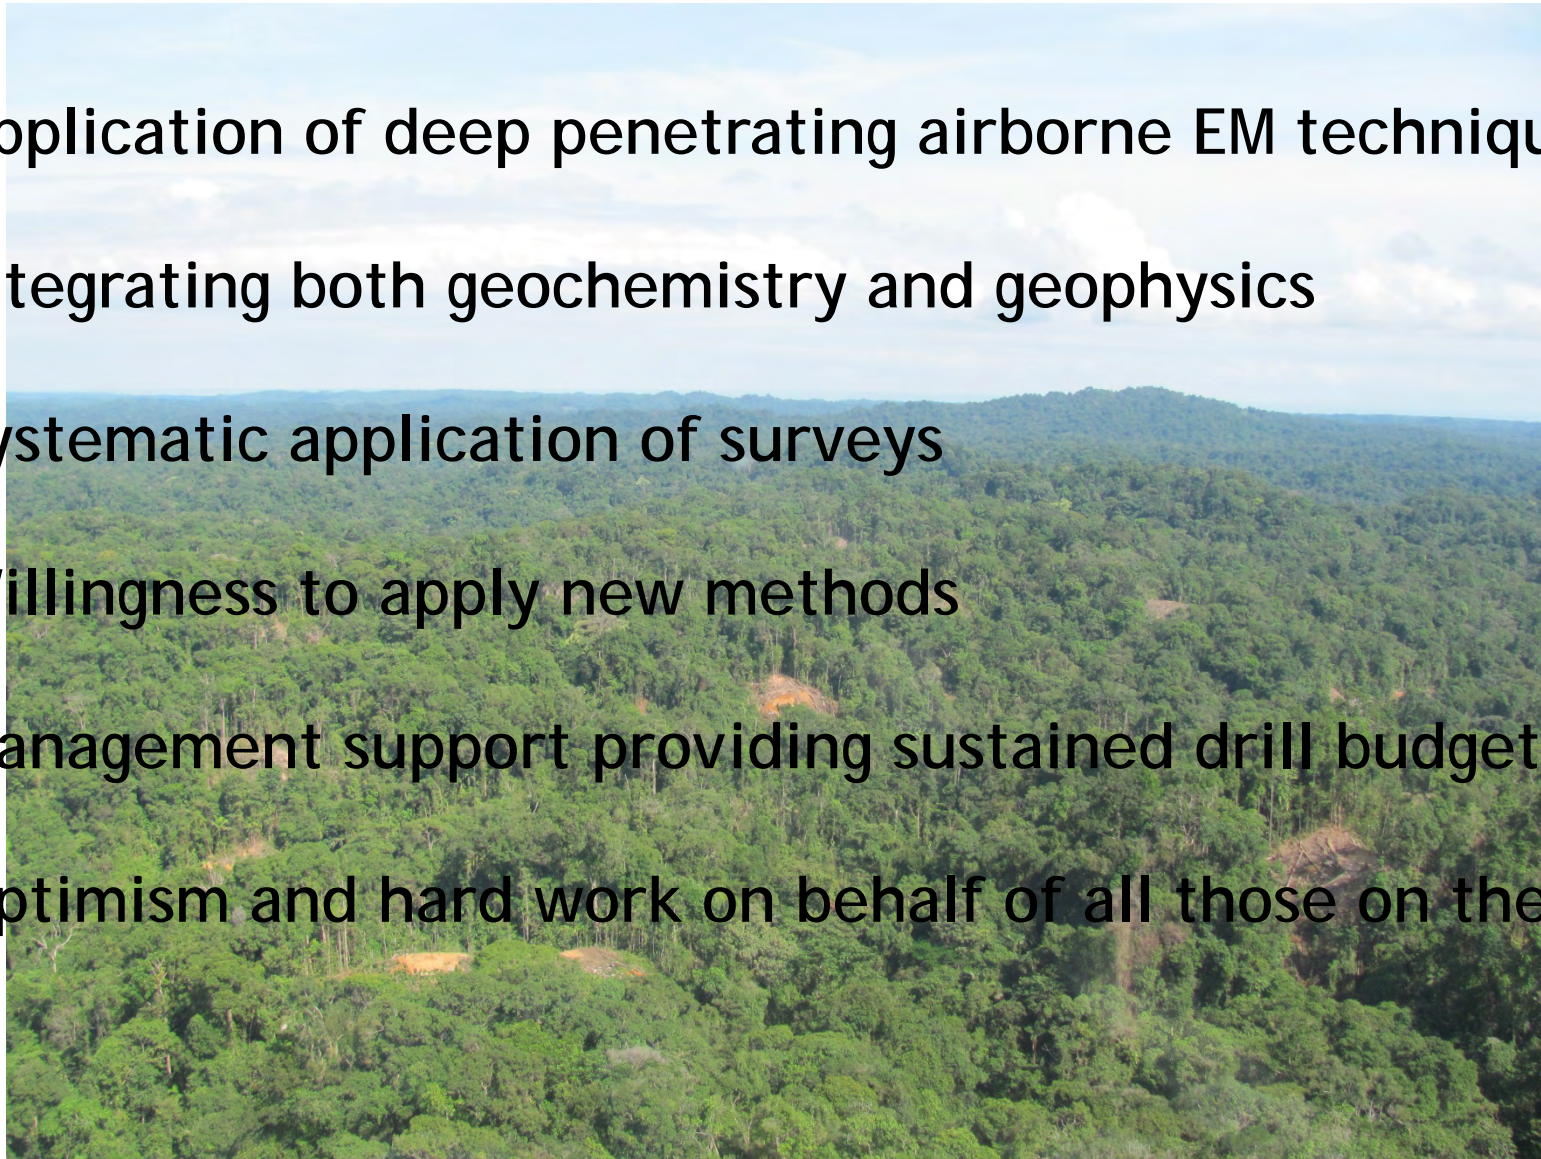 pplication of deep penetrating airborne EM techniqu
tegrating both geochemistry and geophysics
ystematic application of surveys
illingness to apply new methods
anagement support providing sustained drill budget
ptimism and hard work on behalf of all those on the